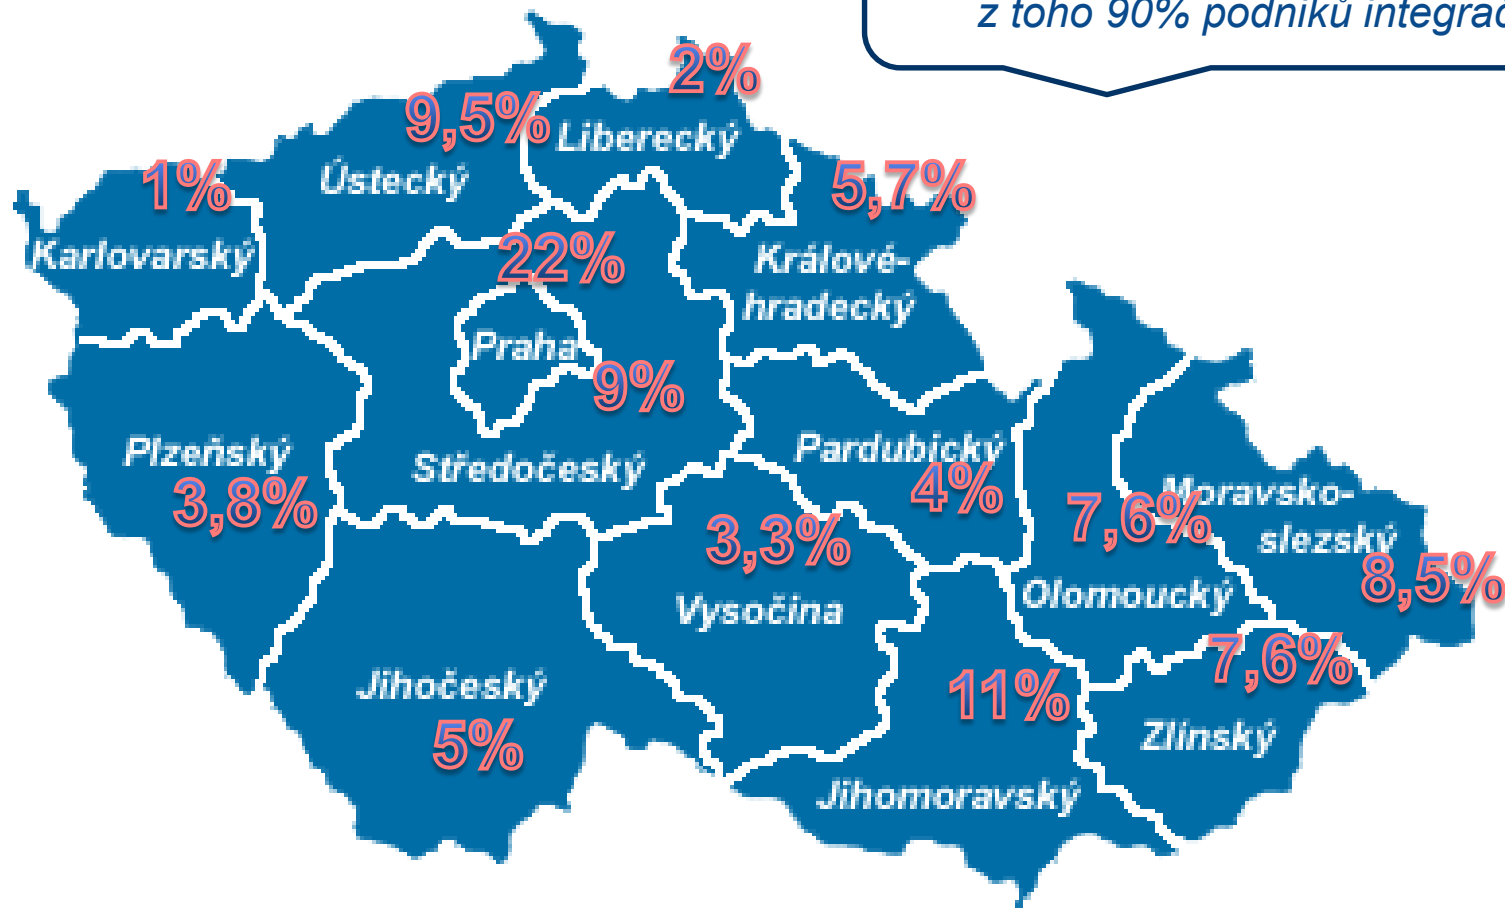 z toho 90% podniků
2%
9,5%
Liberecký
1%
Ústecký
5,7%
Karlovarský
22%
Králové-
hradecký
Praha
9%
Plzeňský
Středočeský
Pardubický
3,8%
4%
Moravsko-
slezský
7,6%
3,3%
8,5%
Vysočina
Olomoucký
7,6%
Jihočeský
11%
5%
Zlínský
Jihomoravský